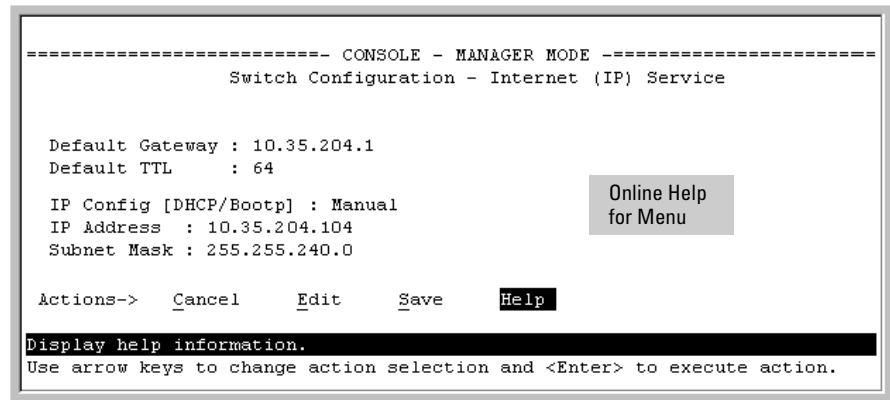 ==========================- CONSOLE - MANAGER MODE -========================
Switch Configuration - Internet (IP) Service
Default Gateway : 10.35.204.1
Default TTL : 64
IP Config [DHCP/Bootp] : Manual
IP Address : 10.35.204.104
Subnet Mask : 255.255.240.0
Online Help
for Menu
Actions-> Cancel Edit Save Help
Display help information.
Use arrow keys to change action selection and <Enter> to execute action.